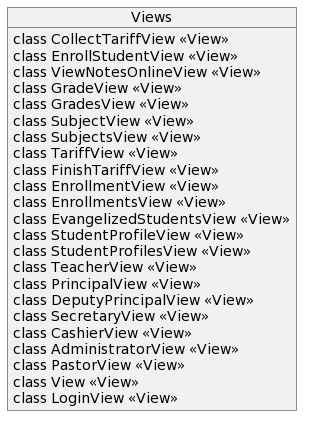 Views
class CollectTariffView «View»
class EnrollStudentView «View»
class ViewNotesOnlineView «View»
class GradeView «View»
class GradesView «View»
class SubjectView «View»
class SubjectsView «View»
class TariffView «View»
class FinishTariffView «View»
class EnrollmentView «View»
class EnrollmentsView «View»
class EvangelizedStudentsView «View»
class StudentProfileView «View»
class StudentProfilesView «View»
class TeacherView «View»
class PrincipalView «View»
class DeputyPrincipalView «View»
class SecretaryView «View»
class CashierView «View»
class AdministratorView «View»
class PastorView «View»
class View «View»
class LoginView «View»